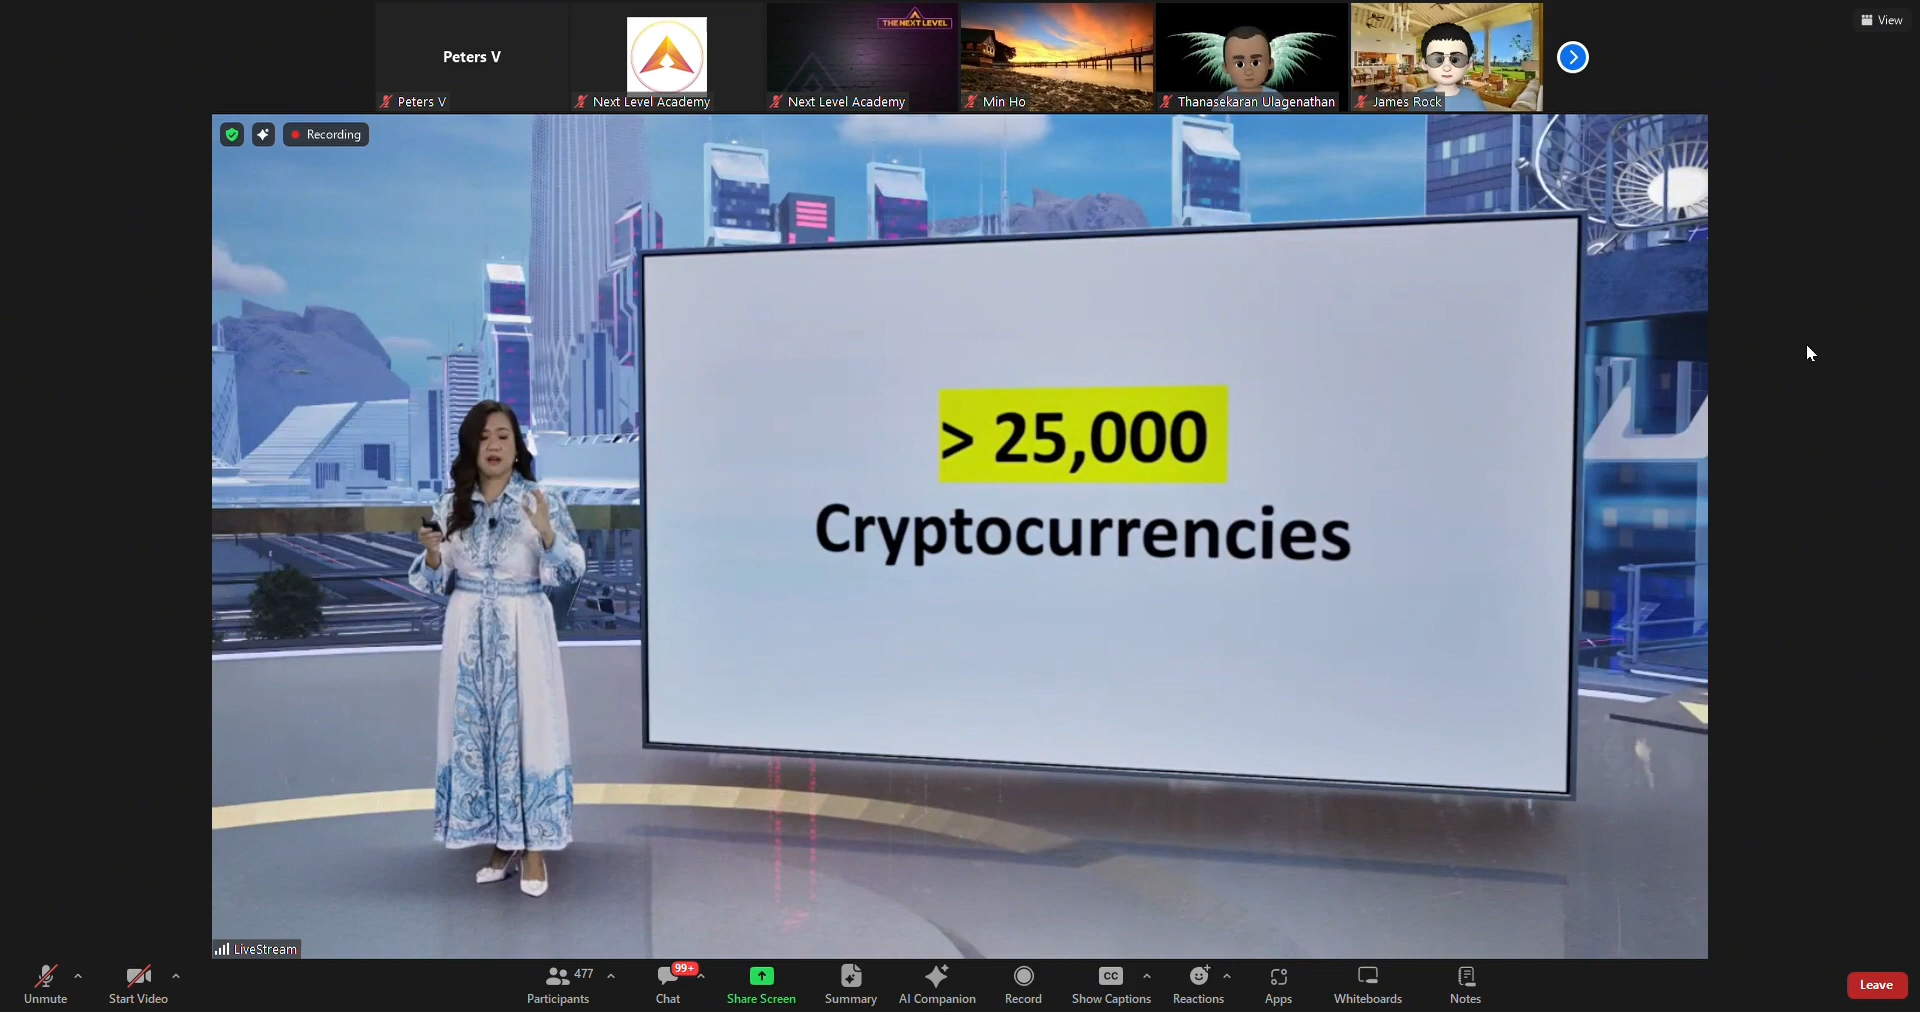 View
Peters V
Peters V
Next Level Academy
THE NEXT LEVEL
Next Level Academy
Min Ho
Thanasekaran Ulagenathan
James Rock
Recording
> 25,000
Cryptocurrencies
LiveStream
Unmute
Start Video
477
Participants
99+
Chat
Share Screen
Summary
AI Companion
Record
CC
Show Captions
Reactions
Apps
Whiteboards
Notes
Leave